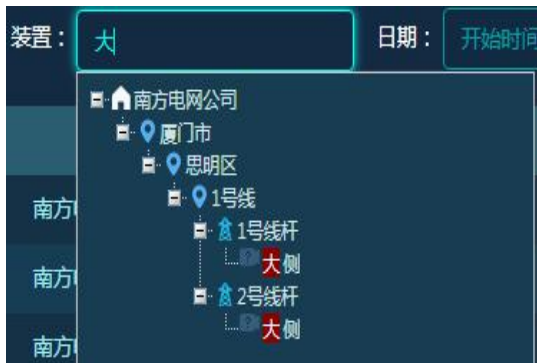 装置： 大 日期： 开始时间
南方电网公司
厦门市
思明区
1号线
1号线杆
大侧
2号线杆
大侧
南方
南方
南方